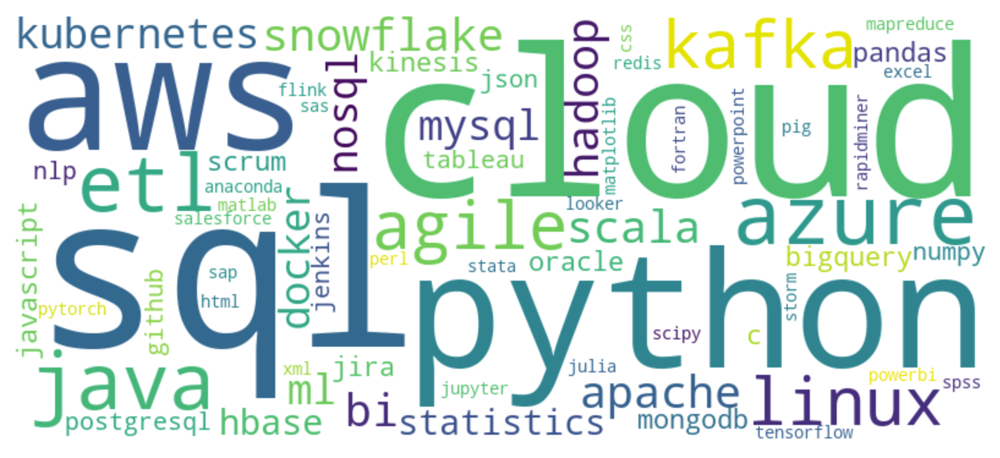 kubernetes
snowflake
aws
flink
sas
nosql
kinesis
json
cloud
mysql
tableau
hadoop
css
redis
kafka
mapreduce
pandas
excel
matplotlib
fortran
powerpoint
pig
rapidminer
nlp
etl
scrum
anaconda
matlab
salesforce
docker
jenkins
javascript
sql
sap
html
pytorch
github
agile
looker
scala
azure
perl
stata
oracle
bigquery
numpy
python
storm
scipy
c
java
xml
jira
ml
julia
jupyter
apache
linux
powerbi
spss
postgresql
hbase
bi
statistics
mongodb
tensorflow